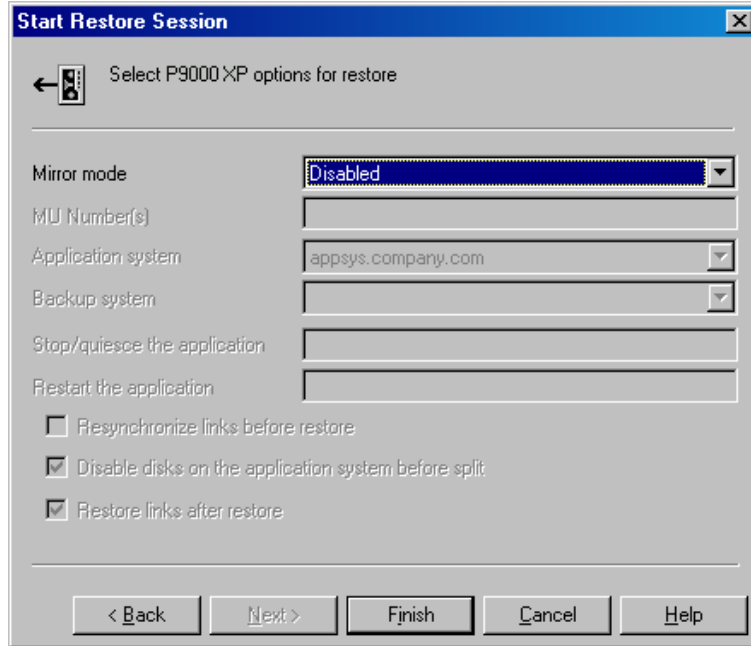 Start Restore Session
Select P9000 XP options for restore
Mirror mode
Disabled
MU Number(s)
Application system
appsys.company.com
Backup system
Stop/quiesce the application
Restart the application
Resynchronize links before restore
Disable disks on the application system before split
Restore links after restore
< Back
Next >
Finish
Cancel
Help